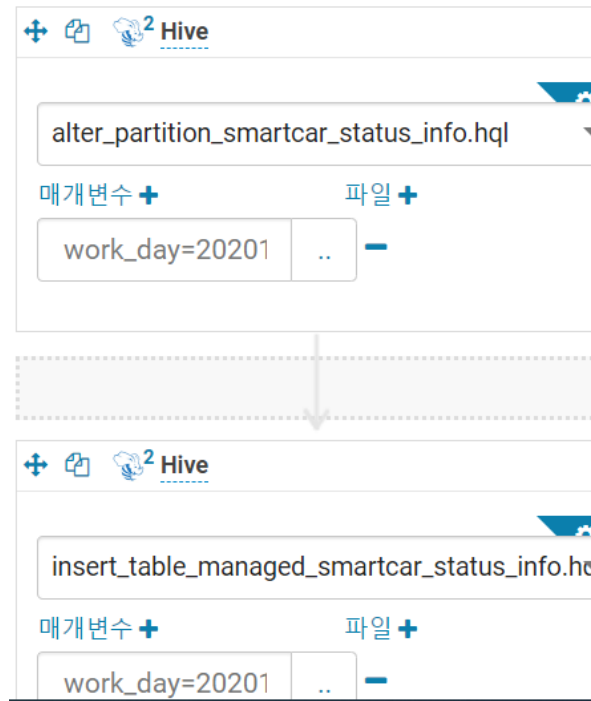 2 Hive
alter_partition_smartcar_status_info.hql
매개변수 + 파일 +
work_day=20201 ..
2 Hive
insert_table_managed_smartcar_status_info.h
매개변수 + 파일 +
work_day=20201 ..